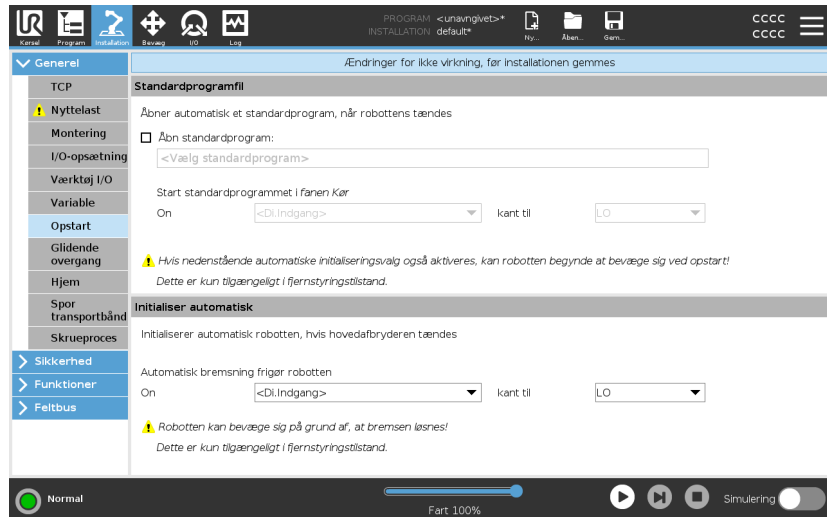 PROGRAM <unavngivet>*
INSTALLATION default*
cccc
cccc
Kørsel Program Installation Bevæg I/O Log Ny... Åben... Gem...
Generel
TCP
Nyttelast
Montering
I/O-opsætning
Værktøj I/O
Variable
Opstart
Glidende
overgang
Hjem
Spor
transportbånd
Skrueproces
Sikkerhed
Funktioner
Feltbus
Ændringer for ikke virkning, før installationen gemmes
Standardprogramfil
Åbner automatisk et standardprogram, når robottens tændes
Åbn standardprogram:
<Vælg standardprogram>
Start standardprogrammet i fanen Kør
On <Di.Indgang> kant til LO
Hvis nedenstående automatiske initialiseringsvalg også aktiveres, kan robotten begynde at bevæge sig ved opstart!
Dette er kun tilgængeligt i fjernstyringstilstand.
Initialiser automatisk
Initialiserer automatisk robotten, hvis hovedafbryderen tændes
Automatisk bremsning frigør robotten
On <Di.Indgang> kant til LO
Robotten kan bevæge sig på grund af, at bremsen løsnes!
Dette er kun tilgængeligt i fjernstyringstilstand.
Normal
Fart 100%
Simulering